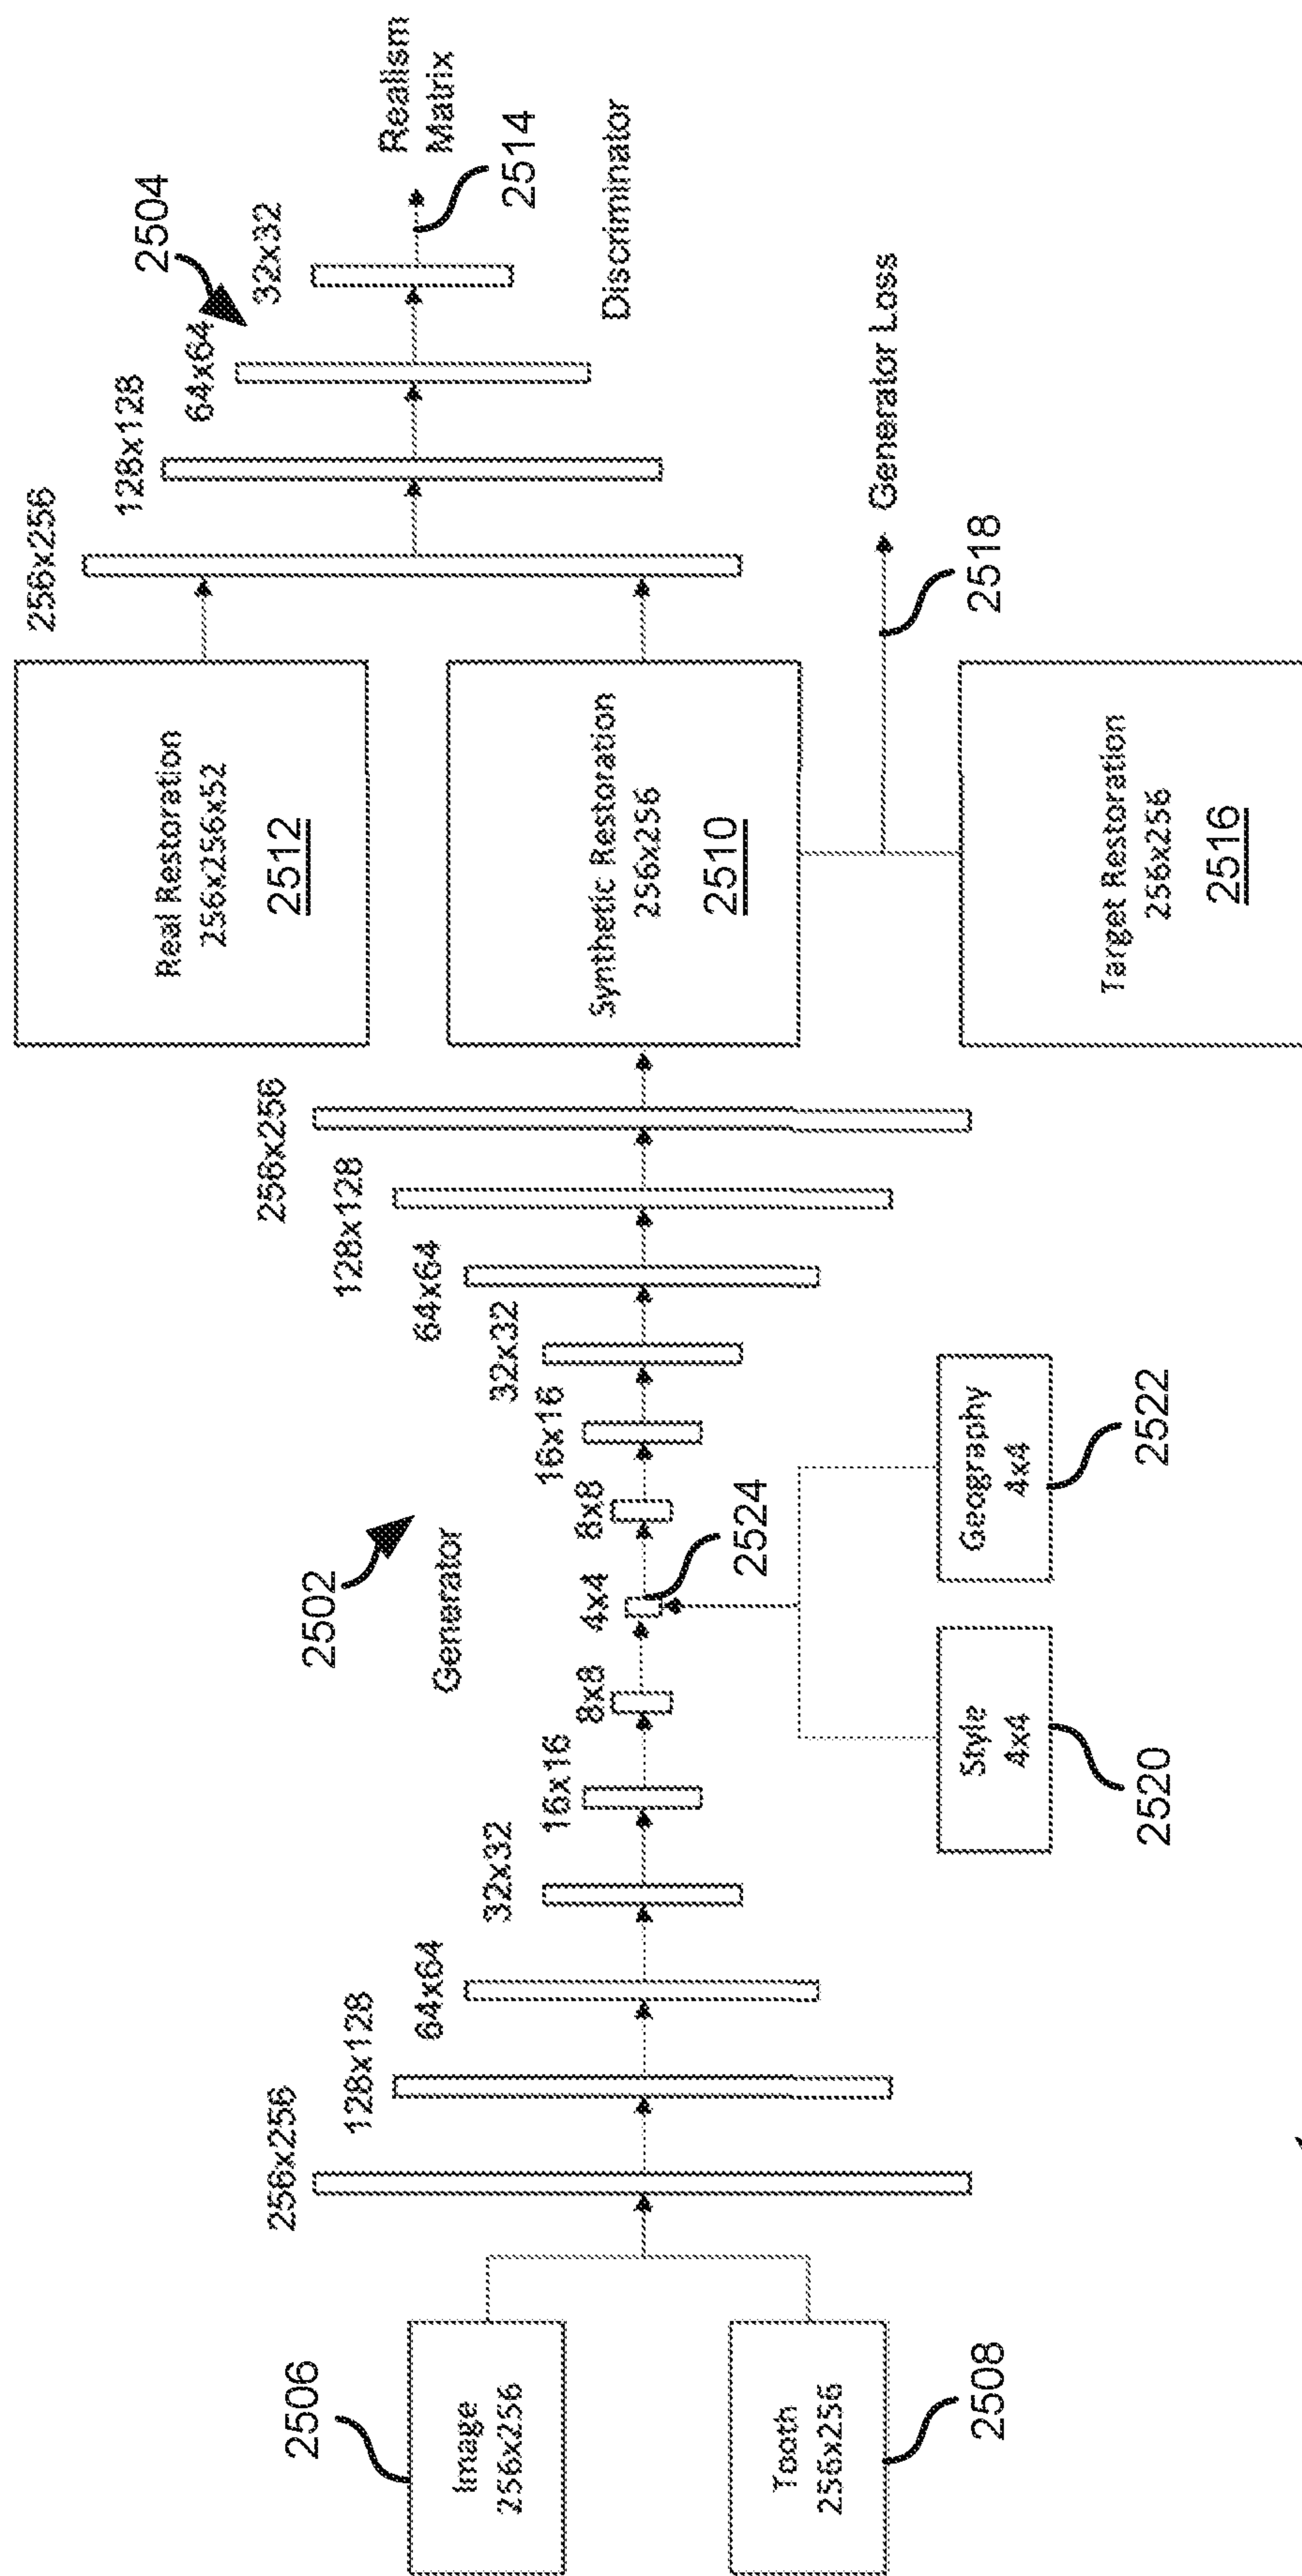 2506
Image
256x256
Tooth
256x256
2508
256x256
128x128
64x64
32x32
16x16
8x8
4x4
2524
8x8
16x16
32x32
64x64
128x128
256x256
2502
Generator
Style
4x4
2520
Geography
4x4
2522
Real Restoration
256x256x52
2512
Synthetic Restoration
256x256
2510
Target Restoration
256x256
2516
256x256
128x128
64x64
32x32
2504
Realism
Matrix
2514
Discriminator
Generator Loss
2518